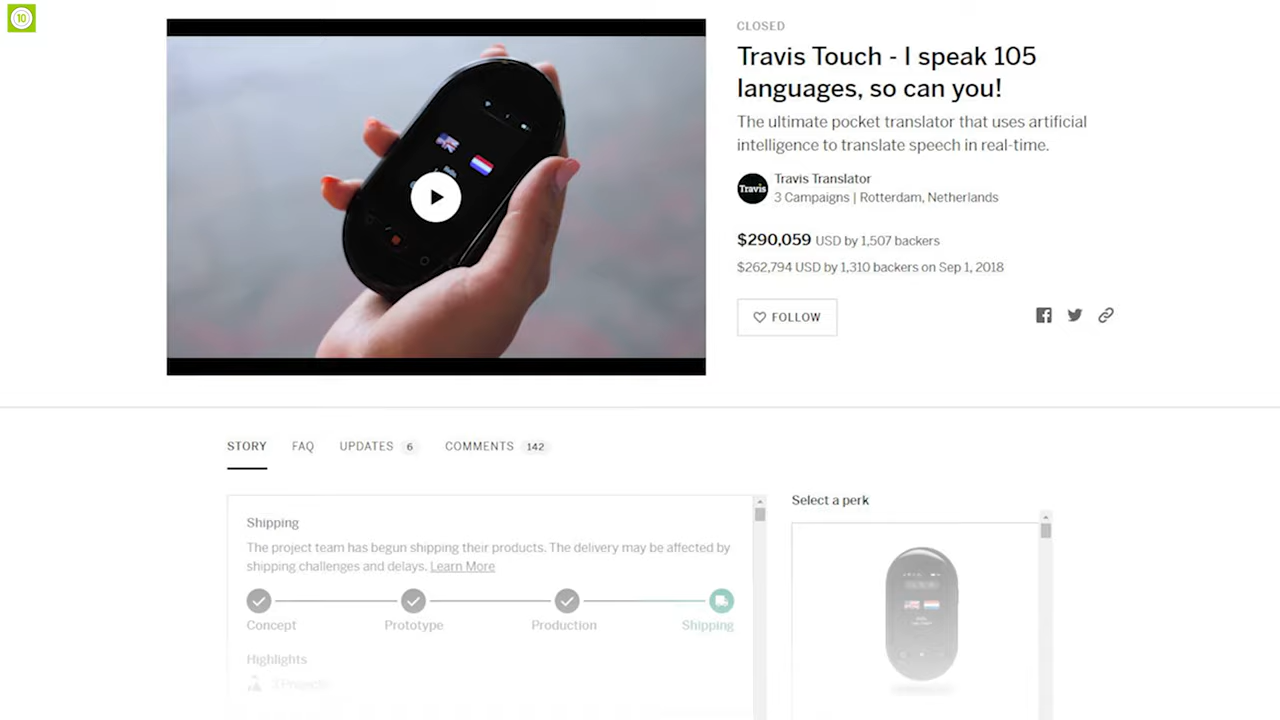 10
CLOSED
Travis Touch - I speak 105
languages, so can you!
The ultimate pocket translator that uses artificial
intelligence to translate speech in real-time.
Travis
Travis Translator
3 Campaigns | Rotterdam, Netherlands
$290,059 USD by 1,507 backers
$262,794 USD by 1,310 backers on Sep 1, 2018
FOLLOW
STORY FAQ UPDATES 6 COMMENTS 142
Shipping
The project team has begun shipping their products. The delivery may be affected by
shipping challenges and delays. Learn More
Concept Prototype Production Shipping
Highlights
3 Projects
Select a perk